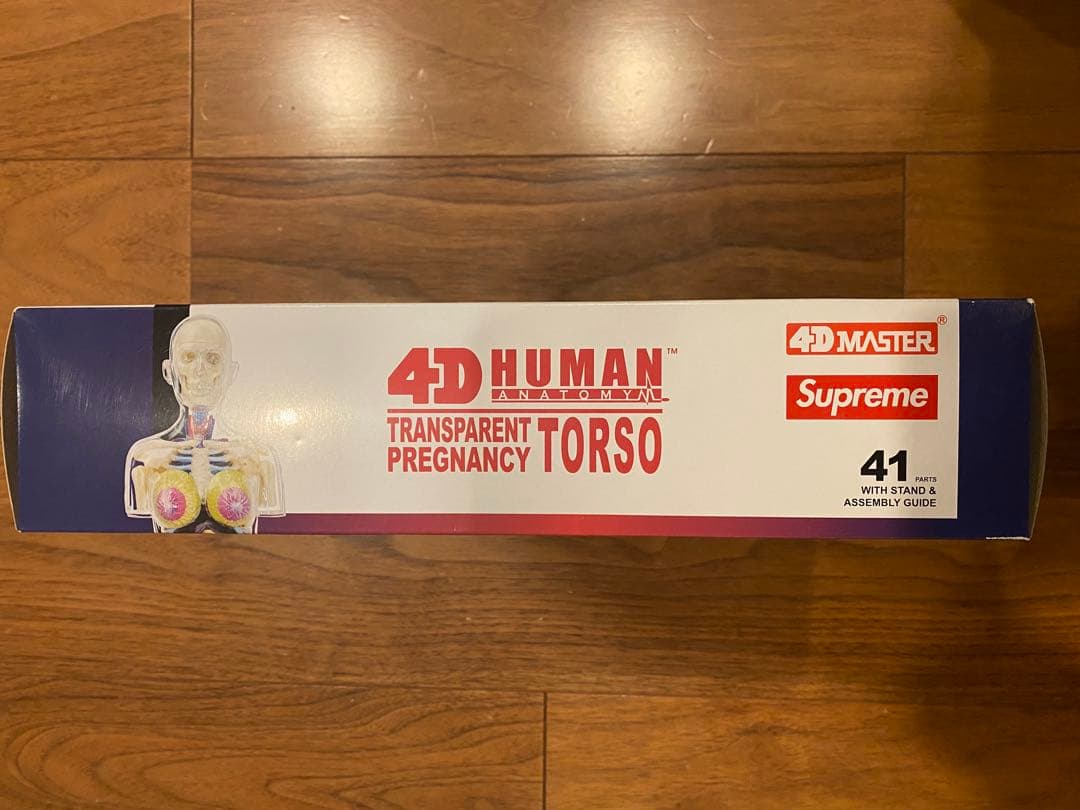 4D HUMAN™
ANATOMY
TRANSPARENT
PREGNANCY
TORSO
4D MASTER®
Supreme
41 PARTS
WITH STAND &
ASSEMBLY GUIDE